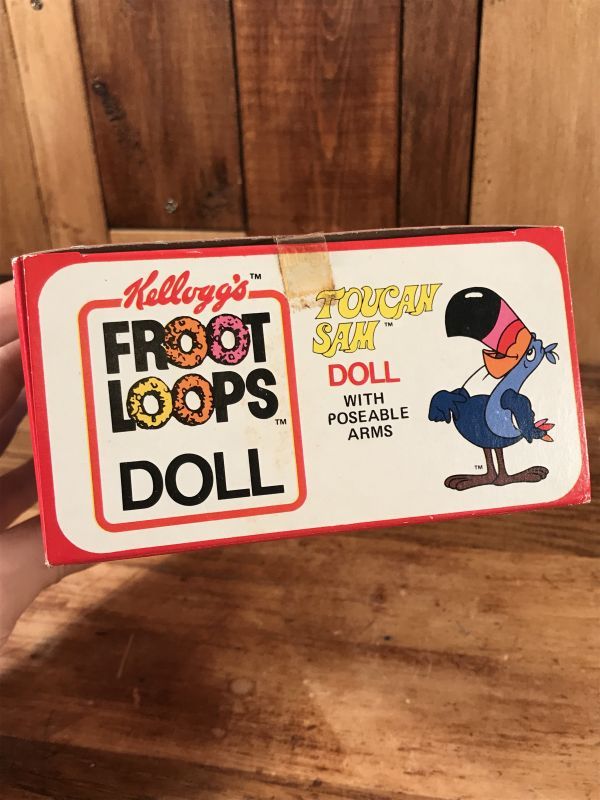 Kellogg's™
FROOT
LOOPS™
DOLL
TOUCAN
SAM™
DOLL
WITH
POSEABLE
ARMS
TM